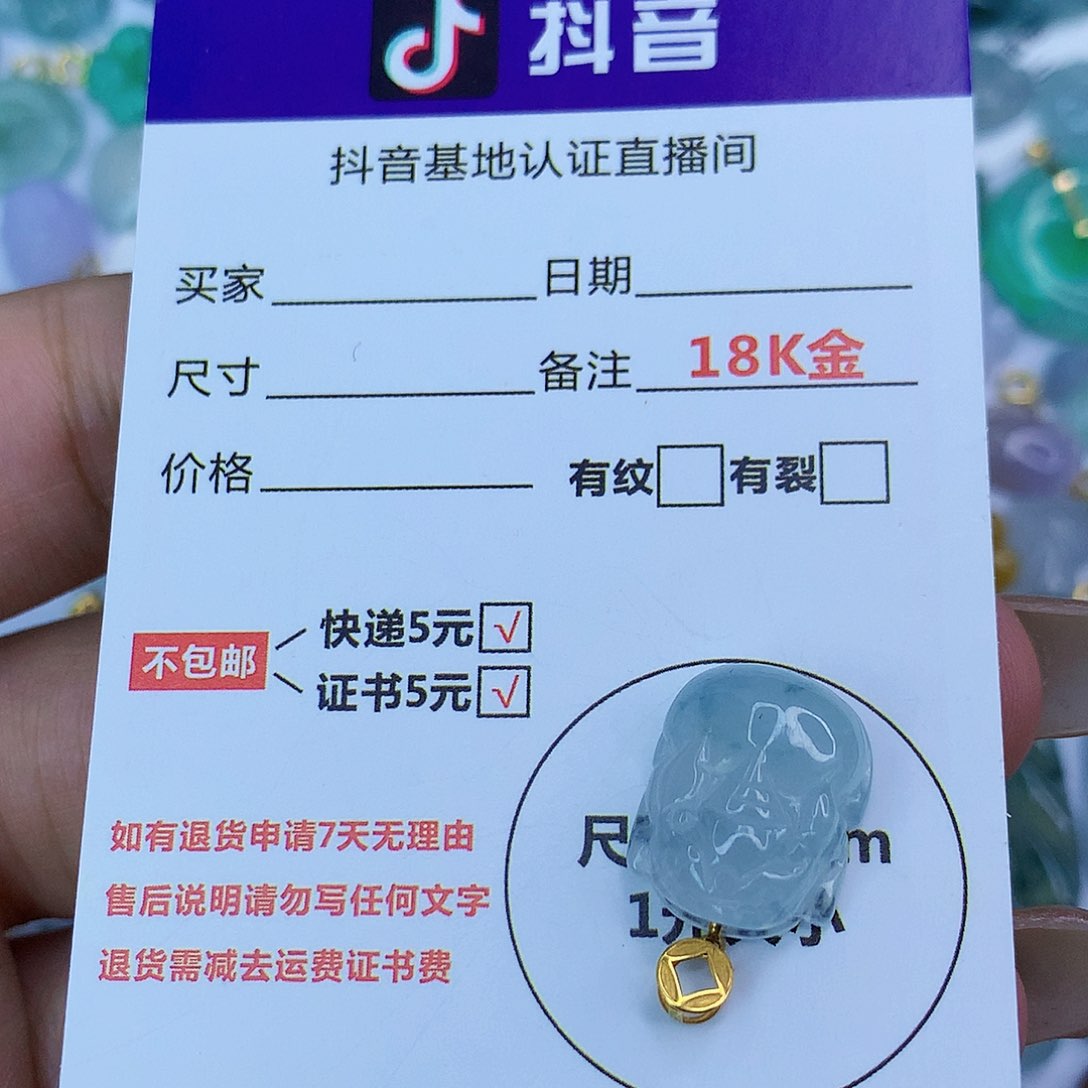 抖音
抖音基地认证直播间
买家 日期
尺寸 备注 18K金
价格 有纹 有裂
不包邮
快递5元 √
证书5元 √
如有退货申请7天无理由
售后说明请勿写任何文字
退货需减去运费证书费
尺 m
1